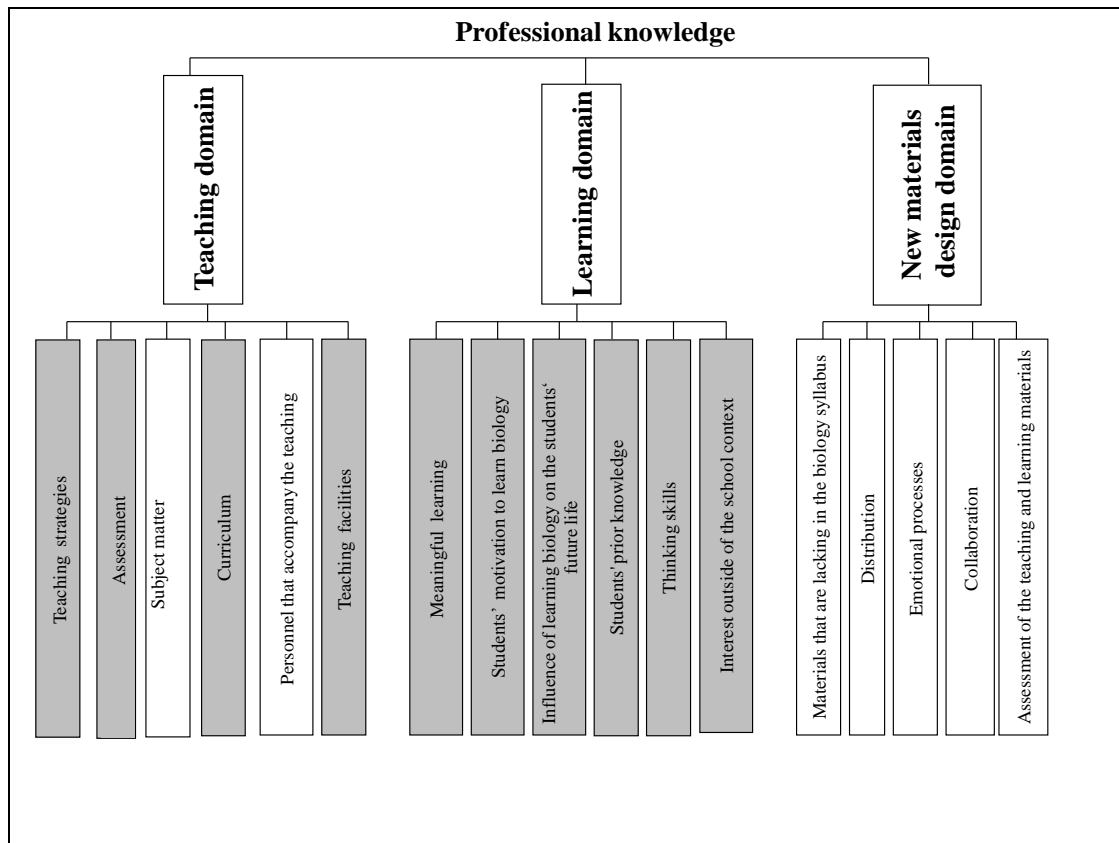 Professional knowledge
Teaching domain
Learning domain
New materials
design domain
Teaching strategies
Assessment
Subject matter
Curriculum
Personnel that accompany the teaching
Teaching facilities
Meaningful learning
Students’ motivation to learn biology
Influence of learning biology on the students‘
future life
Students' prior knowledge
Thinking skills
Interest outside of the school context
Materials that are lacking in the biology syllabus
Distribution
Emotional processes
Collaboration
Assessment of the teaching and learning materials